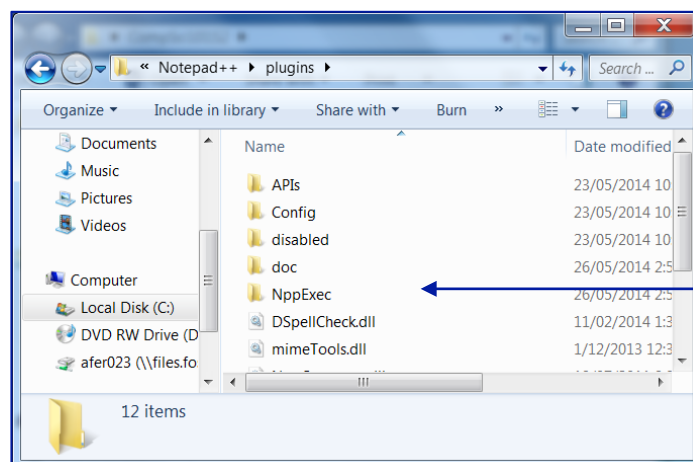 « Notepad++ ▸ plugins ▸
Search ...
Organize Include in library Share with Burn »
Documents
Music
Pictures
Videos
Computer
Local Disk (C:)
DVD RW Drive (D
afer023 (\\files.fo
Name Date modified
APIs 23/05/2014 10
Config 23/05/2014 10
disabled 23/05/2014 10
doc 26/05/2014 2:5
NppExec 26/05/2014 2:5
DSpellCheck.dll 11/02/2014 1:3
mimeTools.dll 1/12/2013 12:3
12 items